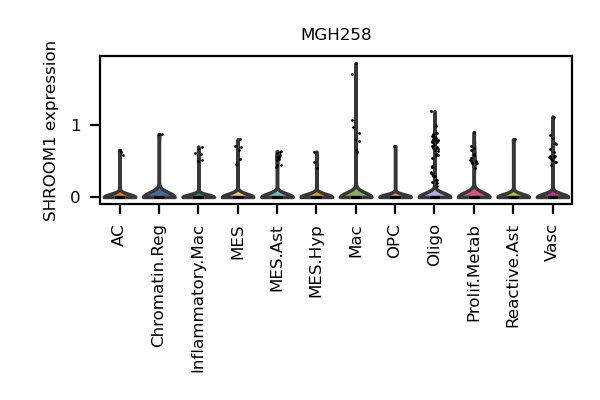 MGH258
SHROOM1 expression
1
0
AC
Chromatin.Reg
Inflammatory.Mac
MES
MES.Ast
MES.Hyp
Mac
OPC
Oligo
Prolif.Metab
Reactive.Ast
Vasc